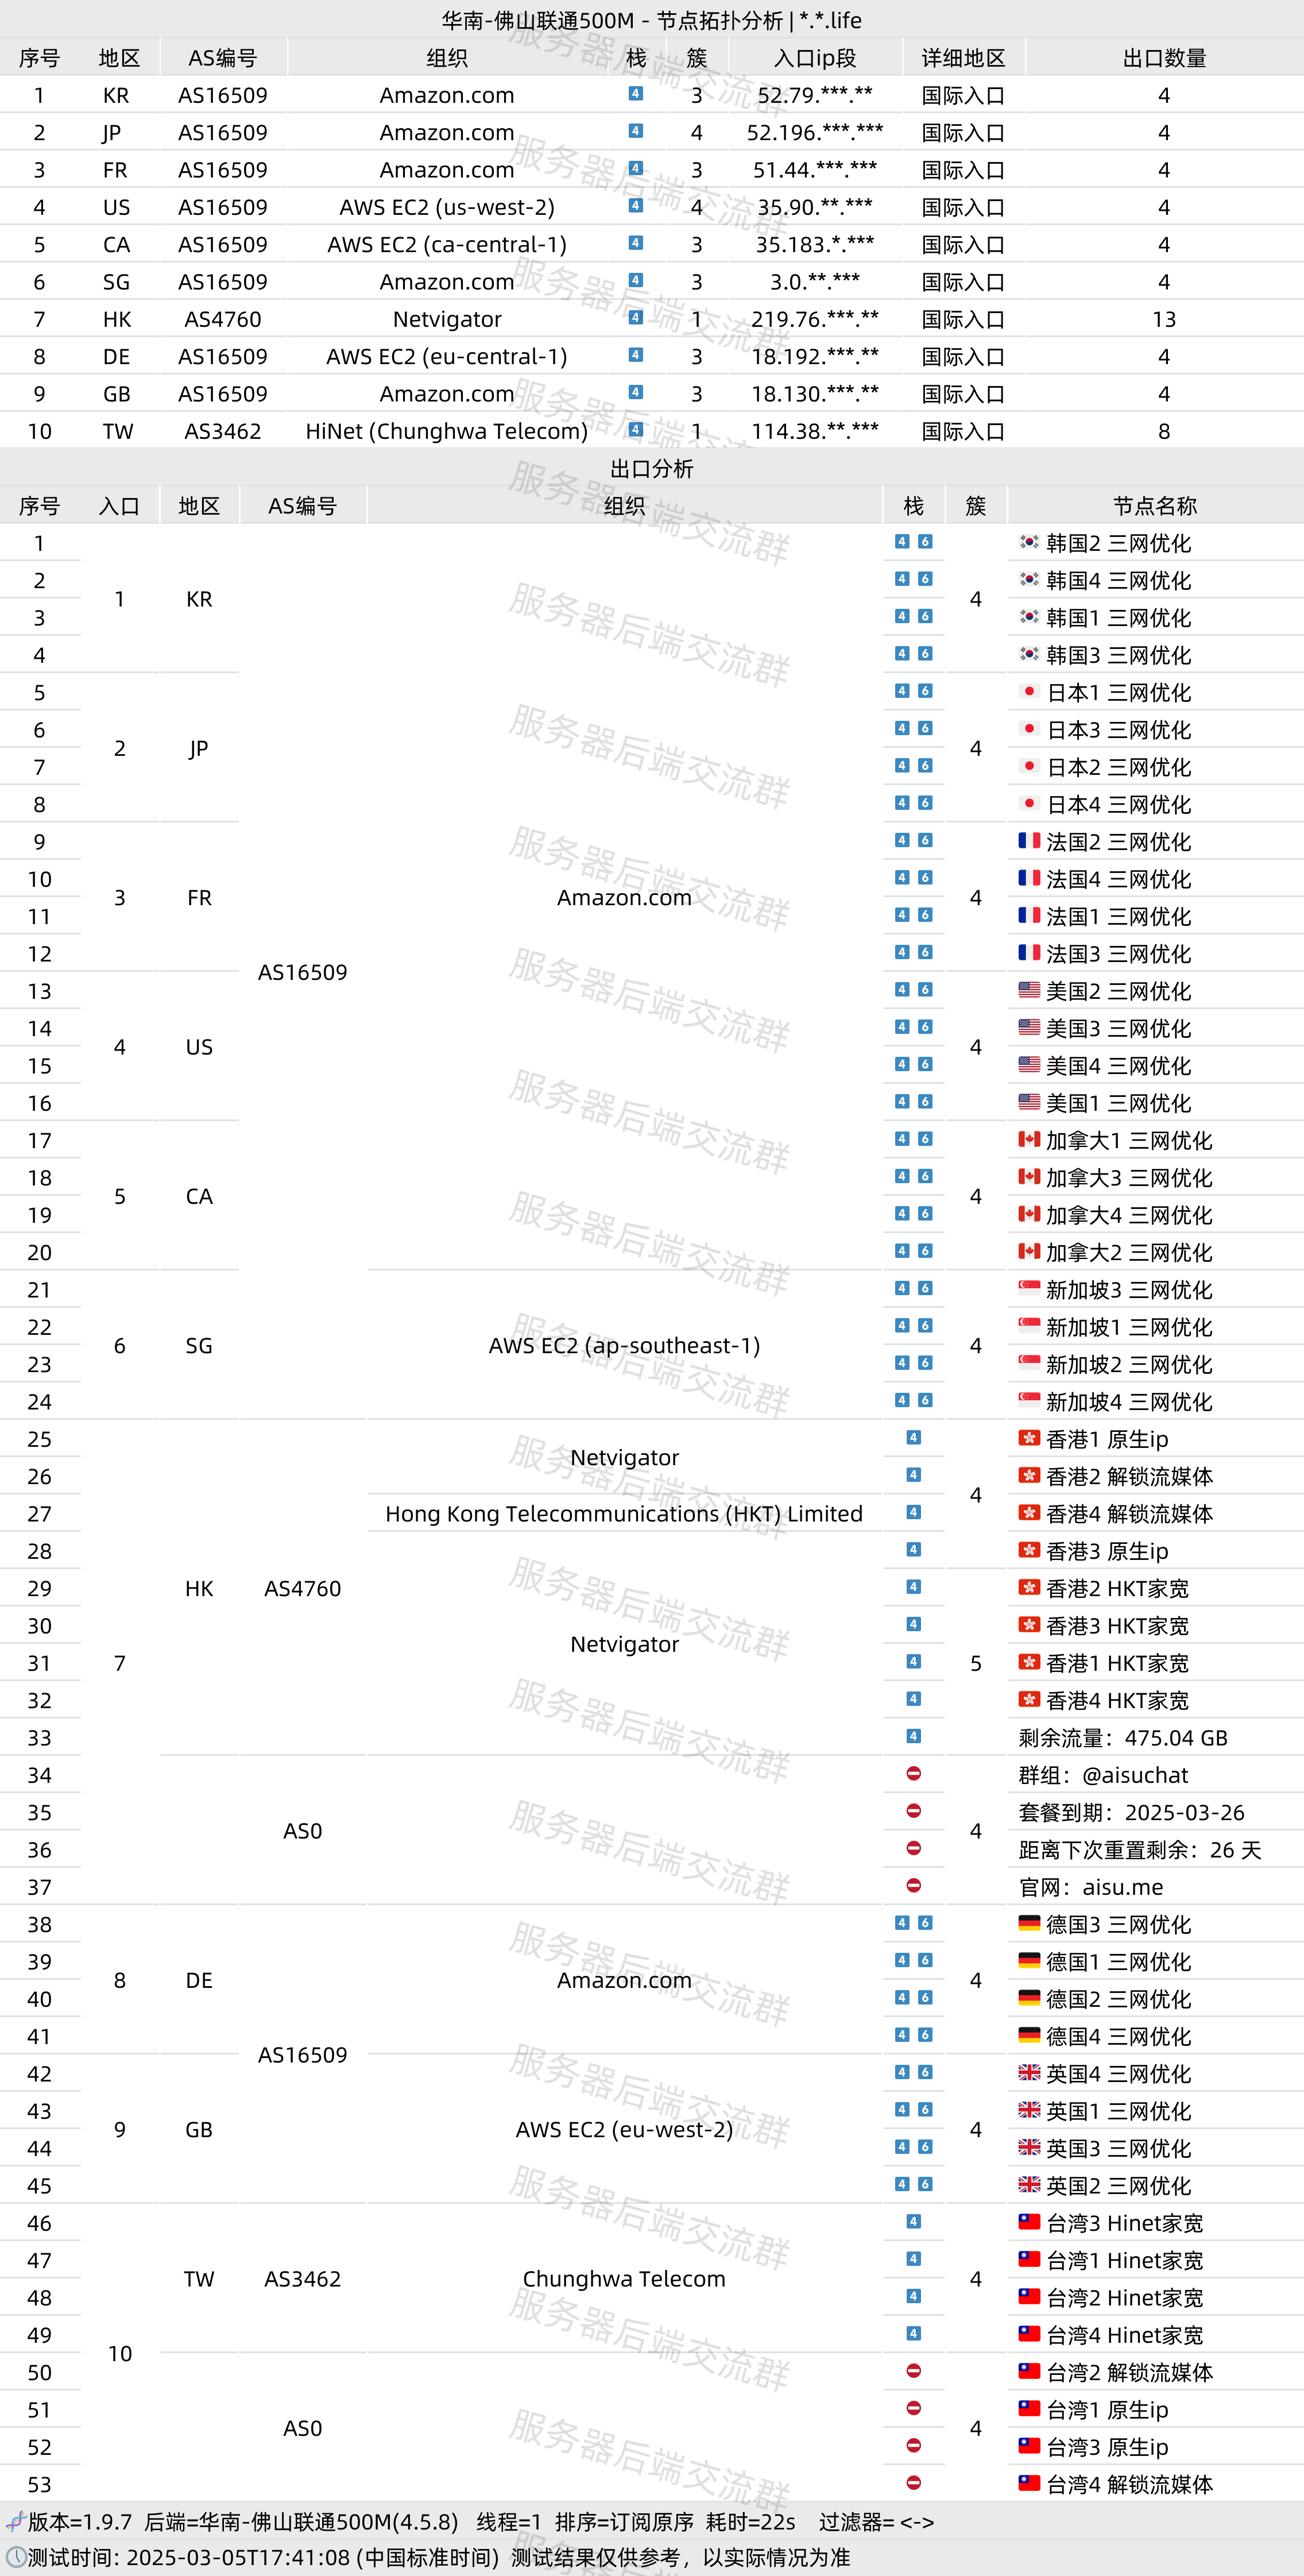 华南-佛山联通500M - 节点拓扑分析 | *.*.life
序号 地区 AS编号 组织 栈 簇 入口ip段 详细地区 出口数量
1 KR AS16509 Amazon.com 4 3 52.79.***.** 国际入口 4
2 JP AS16509 Amazon.com 4 4 52.196.***.*** 国际入口 4
3 FR AS16509 Amazon.com 4 3 51.44.***.*** 国际入口 4
4 US AS16509 AWS EC2 (us-west-2) 4 4 35.90.**.*** 国际入口 4
5 CA AS16509 AWS EC2 (ca-central-1) 4 3 35.183.*.*** 国际入口 4
6 SG AS16509 Amazon.com 4 3 3.0.**.*** 国际入口 4
7 HK AS4760 Netvigator 4 1 219.76.***.** 国际入口 13
8 DE AS16509 AWS EC2 (eu-central-1) 4 3 18.192.***.** 国际入口 4
9 GB AS16509 Amazon.com 4 3 18.130.***.** 国际入口 4
10 TW AS3462 HiNet (Chunghwa Telecom) 4 1 114.38.**.*** 国际入口 8
出口分析
序号 入口 地区 AS编号 组织 栈 簇 节点名称
1 4 6 韩国2 三网优化
2 4 6 韩国4 三网优化
1 KR 4
3 4 6 韩国1 三网优化
4 4 6 韩国3 三网优化
5 4 6 日本1 三网优化
6 4 6 日本3 三网优化
2 JP 4
7 4 6 日本2 三网优化
8 4 6 日本4 三网优化
9 4 6 法国2 三网优化
10 4 6 法国4 三网优化
3 FR Amazon.com 4
11 4 6 法国1 三网优化
12 4 6 法国3 三网优化
AS16509
13 4 6 美国2 三网优化
14 4 6 美国3 三网优化
4 US 4
15 4 6 美国4 三网优化
16 4 6 美国1 三网优化
17 4 6 加拿大1 三网优化
18 4 6 加拿大3 三网优化
5 CA 4
19 4 6 加拿大4 三网优化
20 4 6 加拿大2 三网优化
21 4 6 新加坡3 三网优化
22 4 6 新加坡1 三网优化
6 SG AWS EC2 (ap-southeast-1) 4
23 4 6 新加坡2 三网优化
24 4 6 新加坡4 三网优化
25 4 香港1 原生ip
Netvigator
26 4 香港2 解锁流媒体
4
27 Hong Kong Telecommunications (HKT) Limited 4 香港4 解锁流媒体
28 4 香港3 原生ip
29 HK AS4760 4 香港2 HKT家宽
30 4 香港3 HKT家宽
Netvigator
31 7 4 5 香港1 HKT家宽
32 4 香港4 HKT家宽
33 4 剩余流量：475.04 GB
34 群组：@aisuchat
35 套餐到期：2025-03-26
AS0 4
36 距离下次重置剩余：26 天
37 官网：aisu.me
38 4 6 德国3 三网优化
39 4 6 德国1 三网优化
8 DE Amazon.com 4
40 4 6 德国2 三网优化
41 4 6 德国4 三网优化
AS16509
42 4 6 英国4 三网优化
43 4 6 英国1 三网优化
9 GB AWS EC2 (eu-west-2) 4
44 4 6 英国3 三网优化
45 4 6 英国2 三网优化
46 4 台湾3 Hinet家宽
47 4 台湾1 Hinet家宽
TW AS3462 Chunghwa Telecom 4
48 4 台湾2 Hinet家宽
49 4 台湾4 Hinet家宽
10
50 台湾2 解锁流媒体
51 台湾1 原生ip
AS0 4
52 台湾3 原生ip
53 台湾4 解锁流媒体
版本=1.9.7 后端=华南-佛山联通500M(4.5.8) 线程=1 排序=订阅原序 耗时=22s 过滤器= <->
测试时间: 2025-03-05T17:41:08 (中国标准时间) 测试结果仅供参考，以实际情况为准
服务器后端交流群